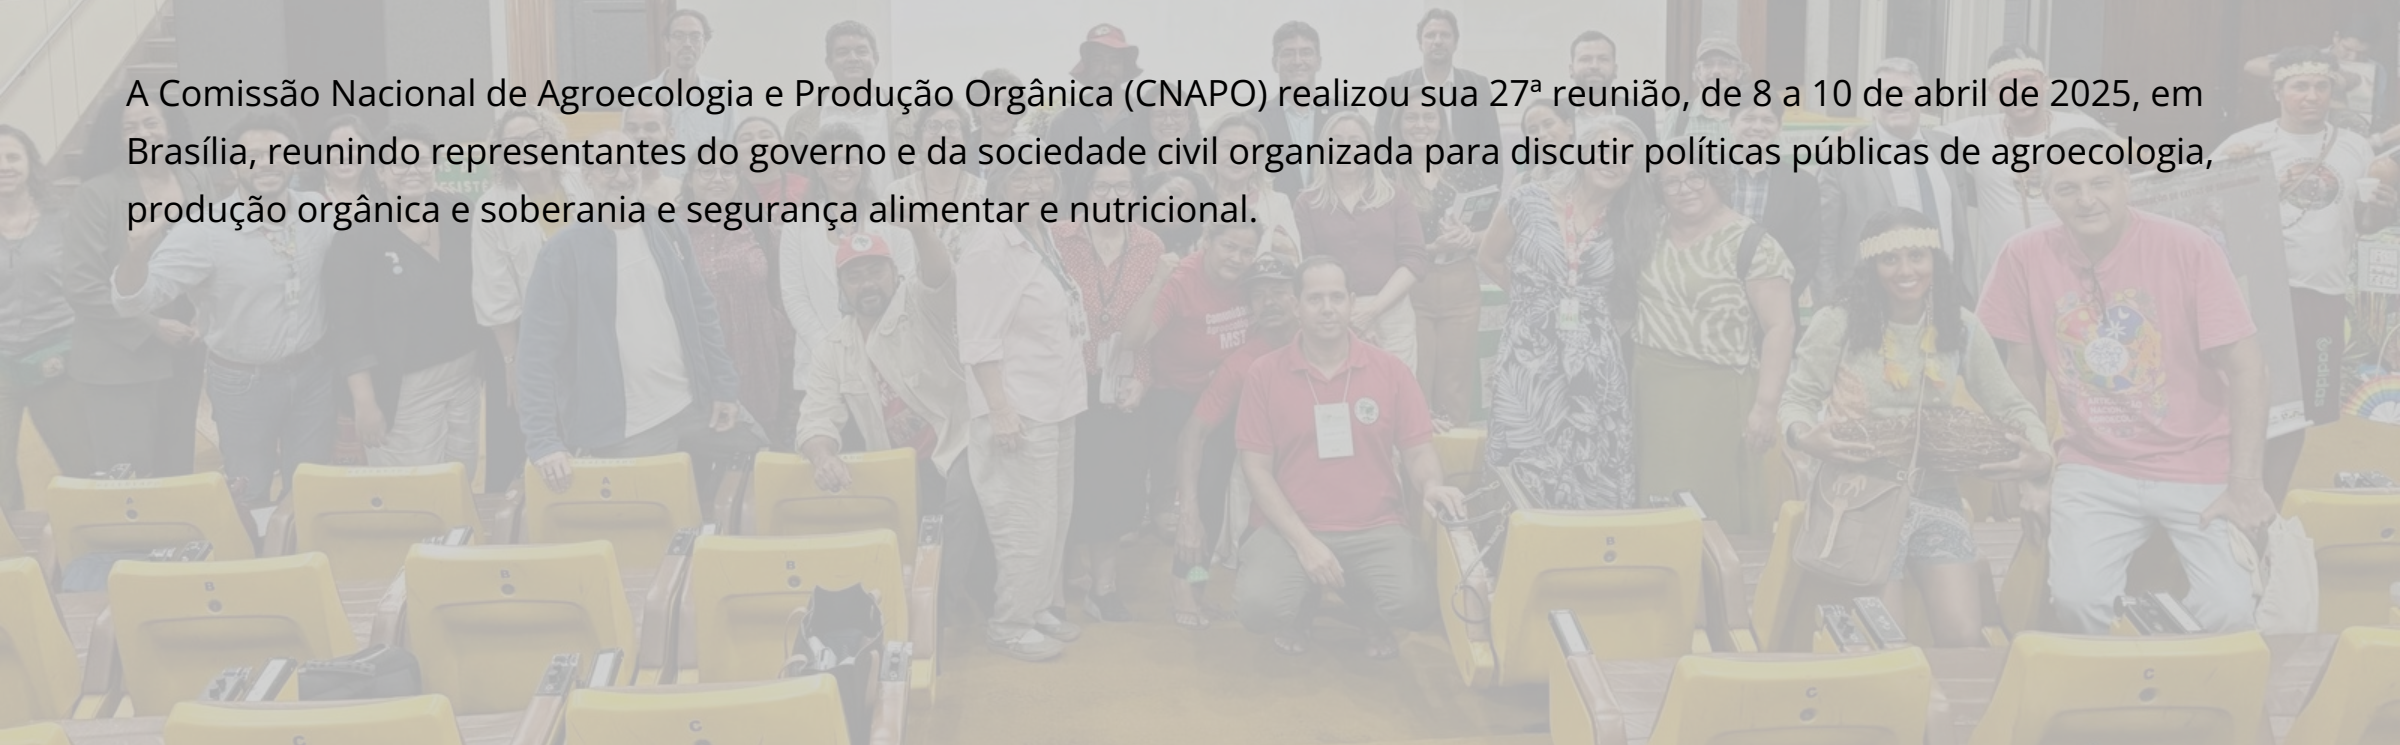 A Comissão Nacional de Agroecologia e Produção Orgânica (CNAPO) realizou sua 27ª reunião, de 8 a 10 de abril de 2025, em
Brasília, reunindo representantes do governo e da sociedade civil organizada para discutir políticas públicas de agroecologia,
produção orgânica e soberania e segurança alimentar e nutricional.
MST
adidas
A
A
B
B
B
B
C
C
C